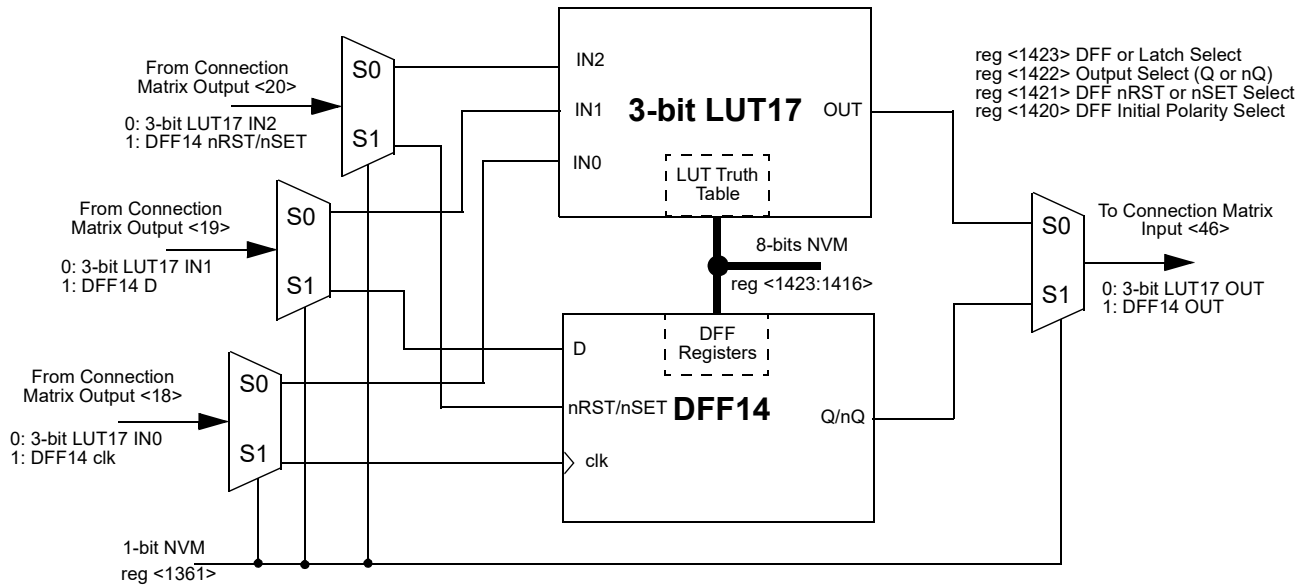 From Connection
Matrix Output <20>
0: 3-bit LUT17 IN2
1: DFF14 nRST/nSET
S0
S1
From Connection
Matrix Output <19>
0: 3-bit LUT17 IN1
1: DFF14 D
S0
S1
From Connection
Matrix Output <18>
0: 3-bit LUT17 IN0
1: DFF14 clk
S0
S1
1-bit NVM
reg <1361>
IN2
IN1
IN0
3-bit LUT17
OUT
LUT Truth
Table
8-bits NVM
reg <1423:1416>
DFF
Registers
D
nRST/nSET
DFF14
Q/nQ
clk
reg <1423> DFF or Latch Select
reg <1422> Output Select (Q or nQ)
reg <1421> DFF nRST or nSET Select
reg <1420> DFF Initial Polarity Select
S0
S1
To Connection Matrix
Input <46>
0: 3-bit LUT17 OUT
1: DFF14 OUT